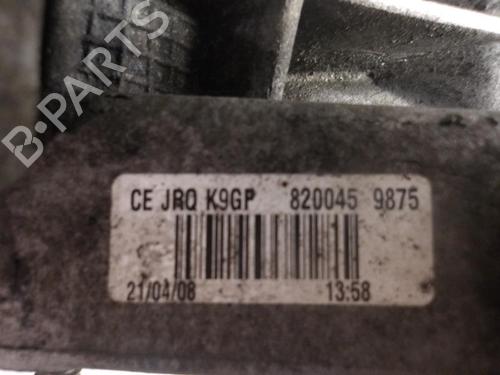 B-PARTS
CE JRQ K9GP 820045 9875
21/04/08 13:58